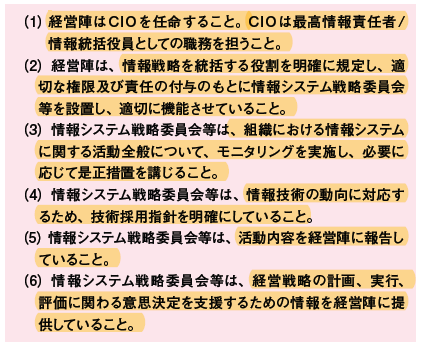 (1) 経営陣はCIOを任命すること。CIOは最高情報責任者/
情報統括役員としての職務を担うこと。
(2) 経営陣は、情報戦略を統括する役割を明確に規定し、適
切な権限及び責任の付与のもとに情報システム戦略委員会
等を設置し、適切に機能させていること。
(3) 情報システム戦略委員会等は、組織における情報システム
に関する活動全般について、モニタリングを実施し、必要に
応じて是正措置を講じること。
(4) 情報システム戦略委員会等は、情報技術の動向に対応す
るため、技術採用指針を明確にしていること。
(5) 情報システム戦略委員会等は、活動内容を経営陣に報告し
ていること。
(6) 情報システム戦略委員会等は、経営戦略の計画、実行、
評価に関わる意思決定を支援するための情報を経営陣に提
供していること。